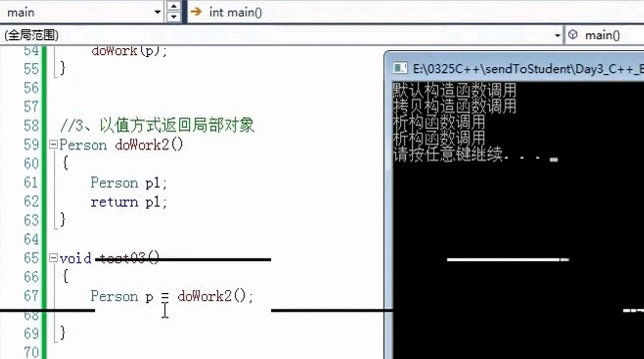 main
int main()
(全局范围)
main()
54 doWork(p);
55 }
56
57
58 //3、以值方式返回局部对象
59 Person doWork2()
60 {
61 Person p1;
62 return p1;
63 }
64
65 void test03()
66 {
67 Person p = doWork2();
68
69 }
70
E:\0325C++\sendToStudent\Day3_C++_E
默认构造函数调用
拷贝构造函数调用
析构函数调用
析构函数调用
请按任意键继续. . .